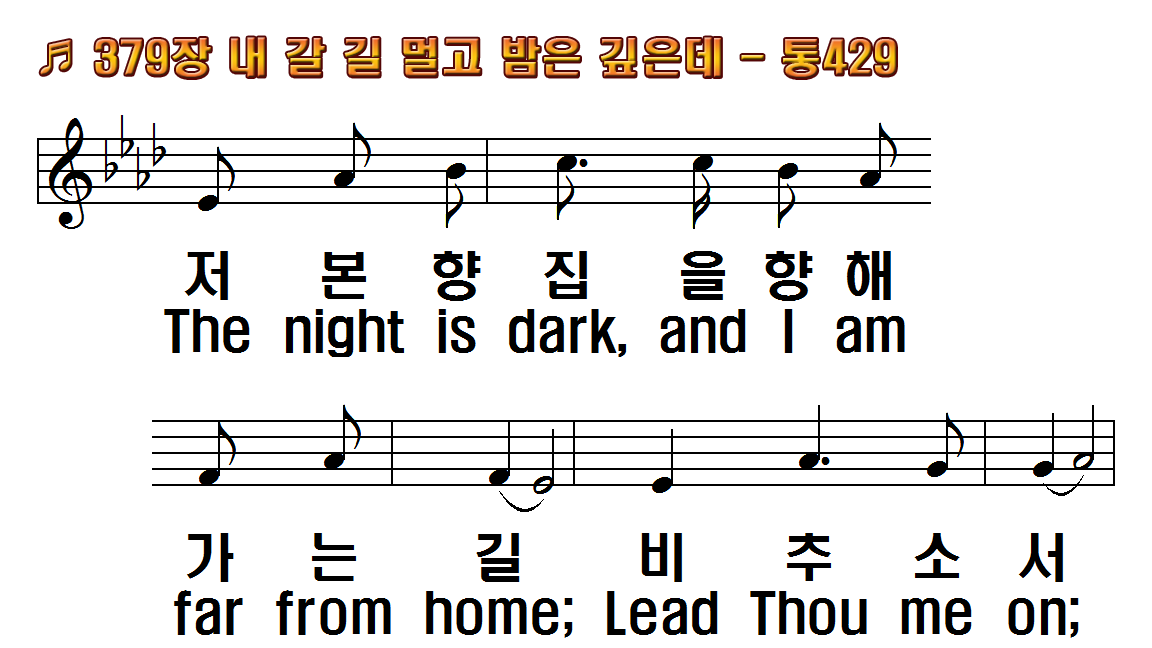 ♬ 379장 내 갈 길 멀고 밤은 깊은데 - 통429
저 본 향 집 을 향 해
The night is dark, and I am
가 는 길 비 추 소 서
far from home; Lead Thou me on;